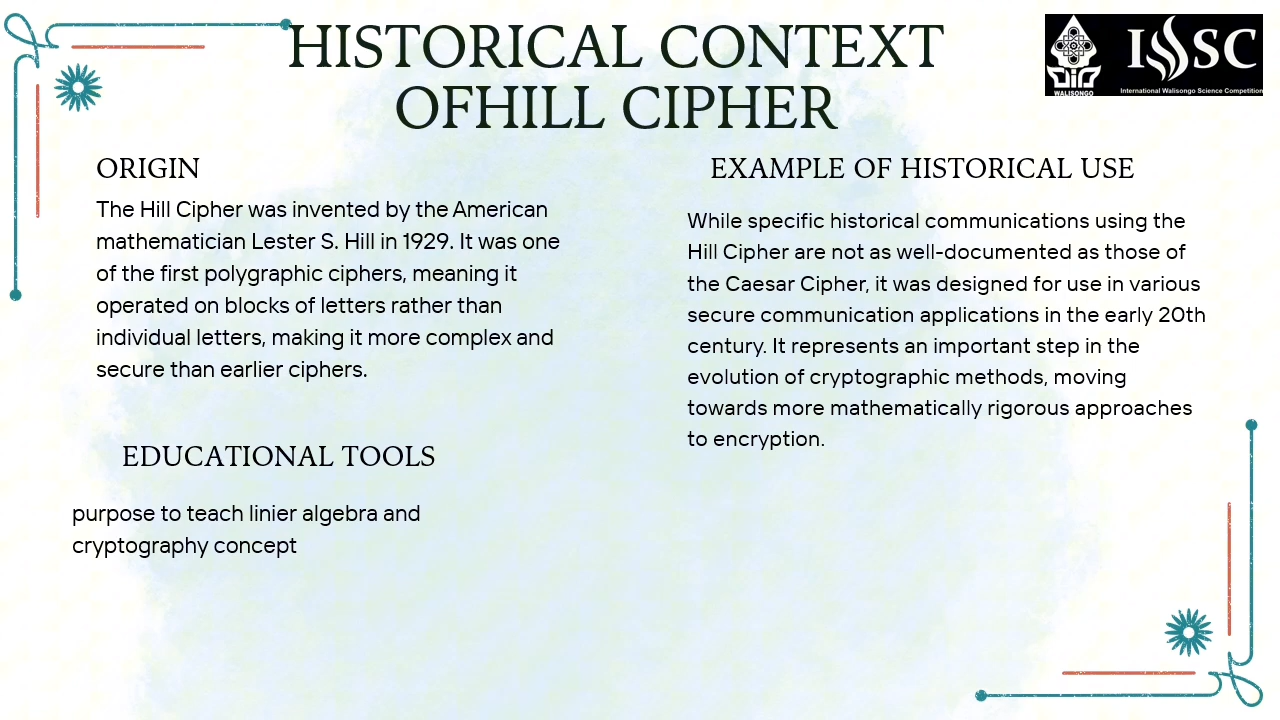 HISTORICAL CONTEXT
OFHILL CIPHER
WALISONGO
ISSC
International Walisongo Science Competition
ORIGIN
The Hill Cipher was invented by the American
mathematician Lester S. Hill in 1929. It was one
of the first polygraphic ciphers, meaning it
operated on blocks of letters rather than
individual letters, making it more complex and
secure than earlier ciphers.
EDUCATIONAL TOOLS
purpose to teach linier algebra and
cryptography concept
EXAMPLE OF HISTORICAL USE
While specific historical communications using the
Hill Cipher are not as well-documented as those of
the Caesar Cipher, it was designed for use in various
secure communication applications in the early 20th
century. It represents an important step in the
evolution of cryptographic methods, moving
towards more mathematically rigorous approaches
to encryption.